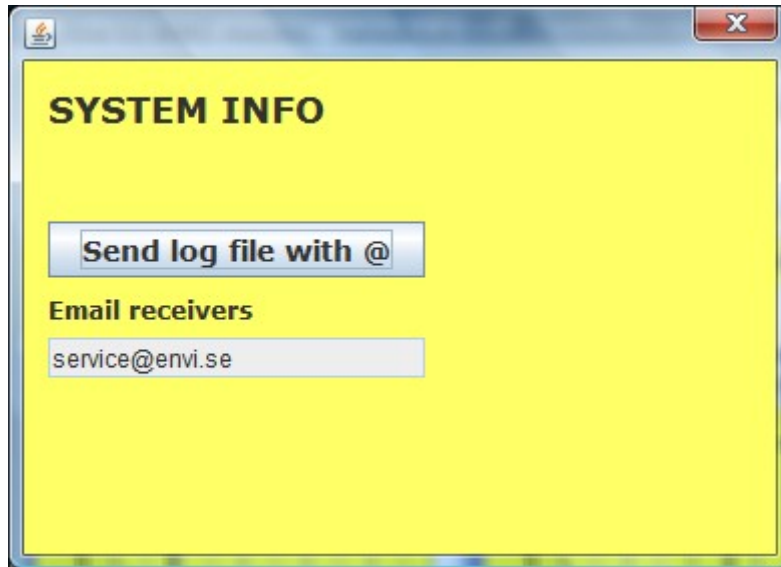 SYSTEM INFO
Send log file with @
Email receivers
service@envi.se